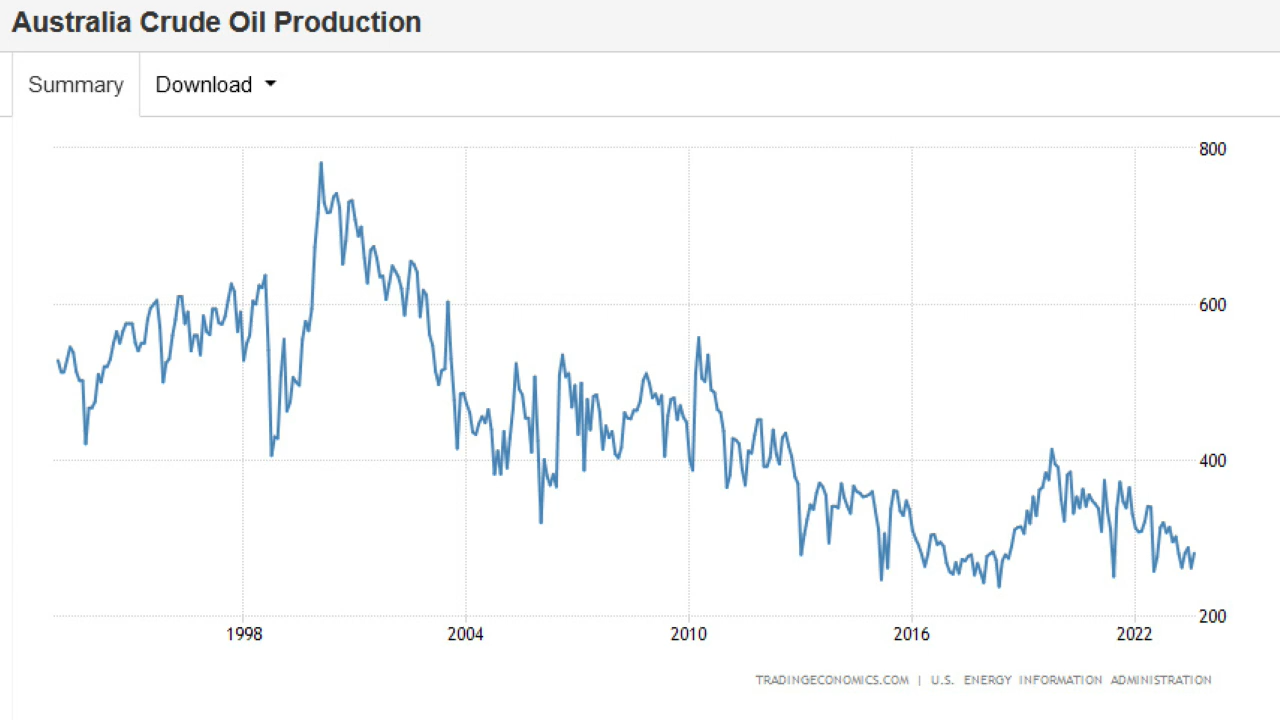 Australia Crude Oil Production
Summary Download
800
600
400
200
1998 2004 2010 2016 2022
TRADINGECONOMICS.COM | U.S. ENERGY INFORMATION ADMINISTRATION